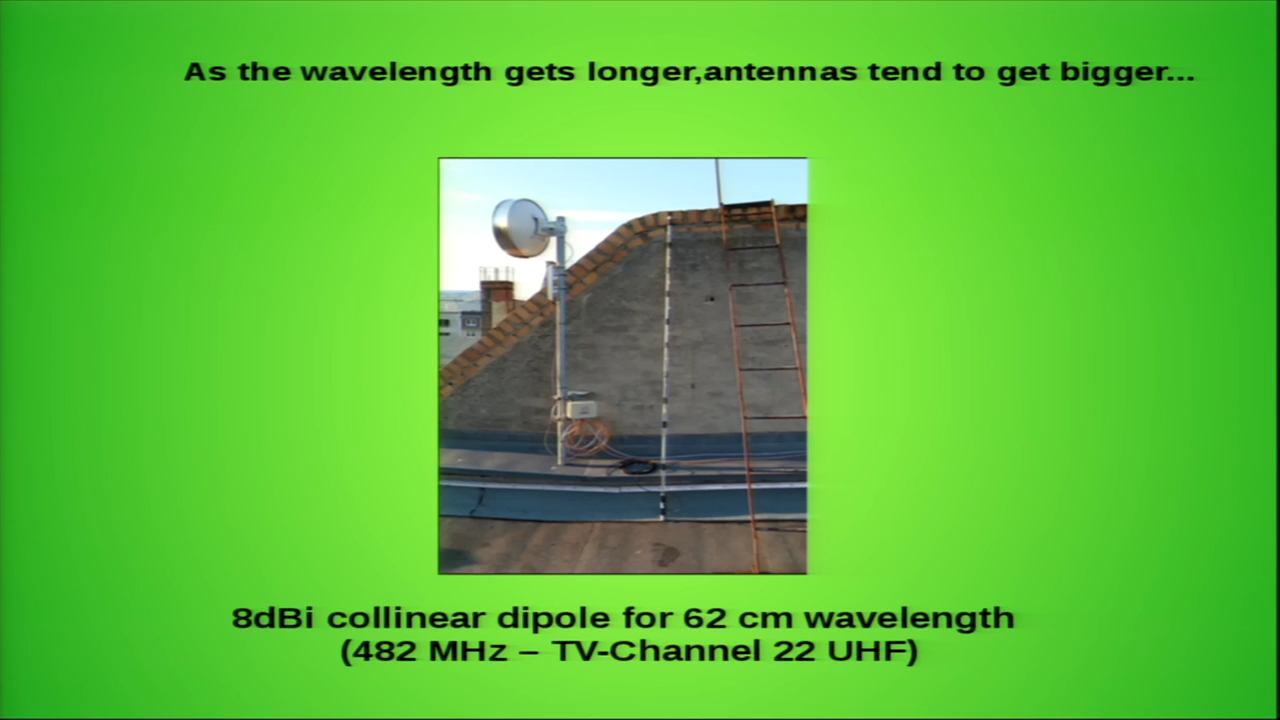 As the wavelength gets longer,antennas tend to get bigger...
8dBi collinear dipole for 62 cm wavelength
(482 MHz – TV-Channel 22 UHF)